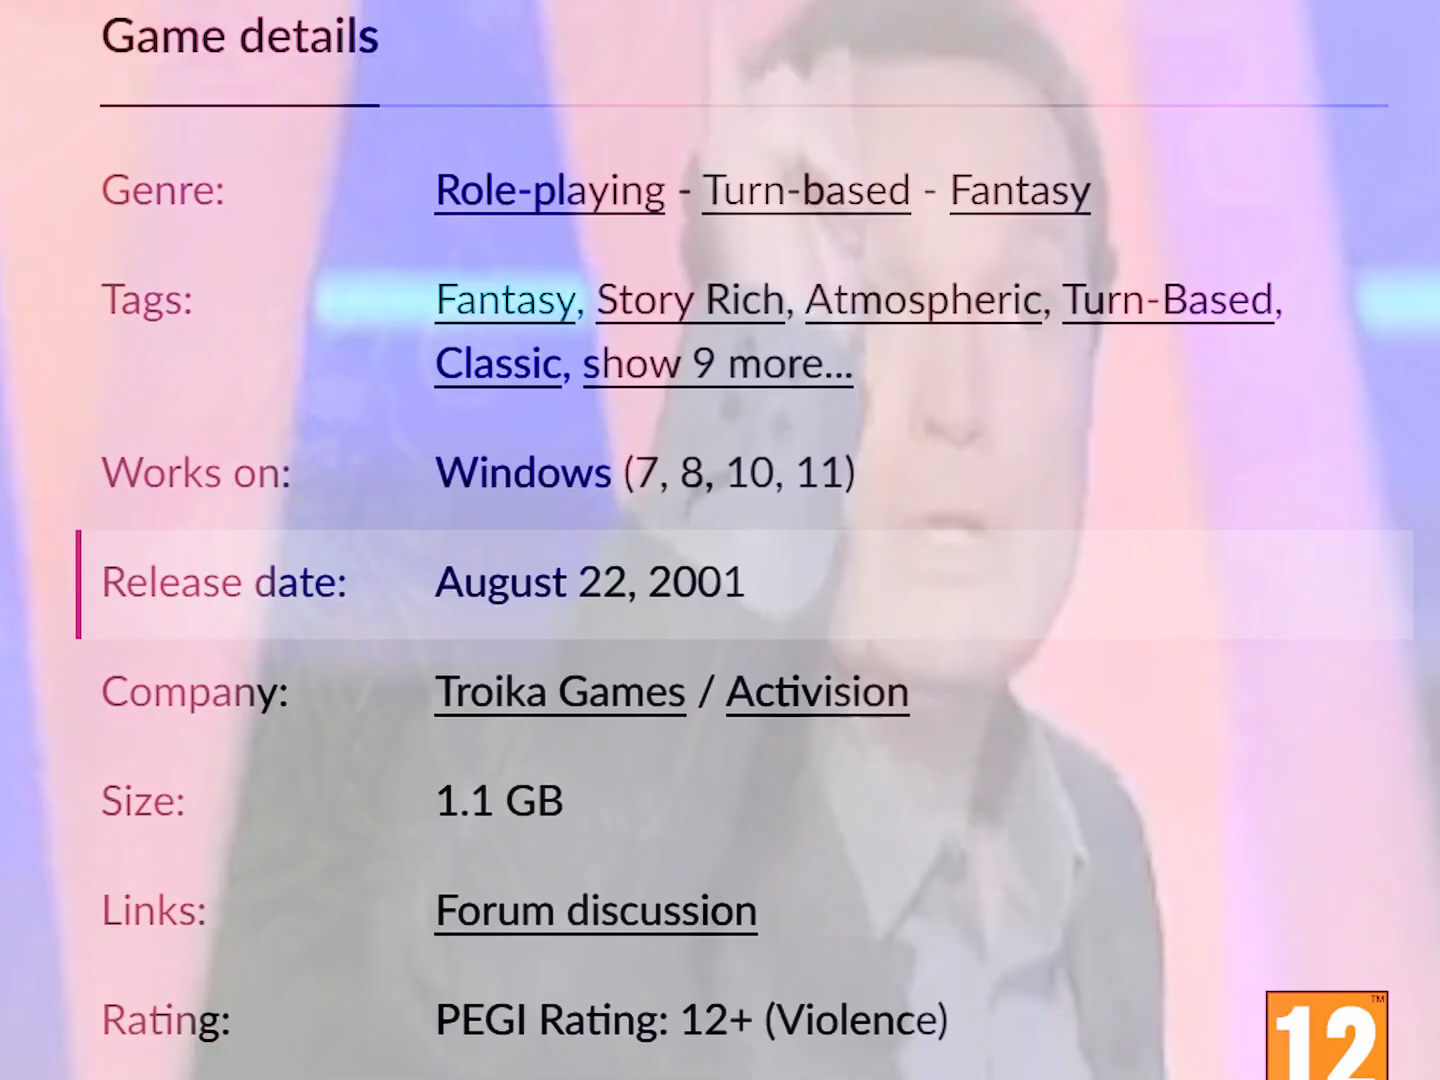 Game details
Genre: Role-playing - Turn-based - Fantasy
Tags: Fantasy, Story Rich, Atmospheric, Turn-Based,
Classic, show 9 more...
Works on: Windows (7, 8, 10, 11)
Release date: August 22, 2001
Company: Troika Games / Activision
Size: 1.1 GB
Links: Forum discussion
Rating: PEGI Rating: 12+ (Violence)
12™